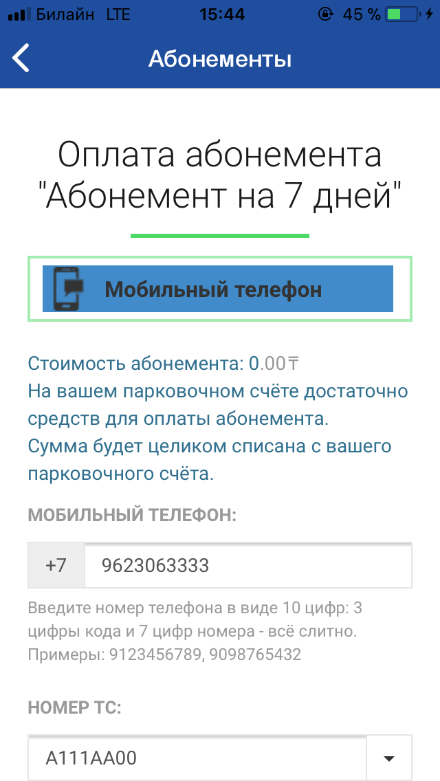 Билайн LTE 15:44 45 %
Абонементы
Оплата абонемента
"Абонемент на 7 дней"
Мобильный телефон
Стоимость абонемента: 0.00₸
На вашем парковочном счёте достаточно
средств для оплаты абонемента.
Сумма будет целиком списана с вашего
парковочного счёта.
МОБИЛЬНЫЙ ТЕЛЕФОН:
+7 9623063333
Введите номер телефона в виде 10 цифр: 3
цифры кода и 7 цифр номера - всё слитно.
Примеры: 9123456789, 9098765432
НОМЕР ТС:
А111АА00